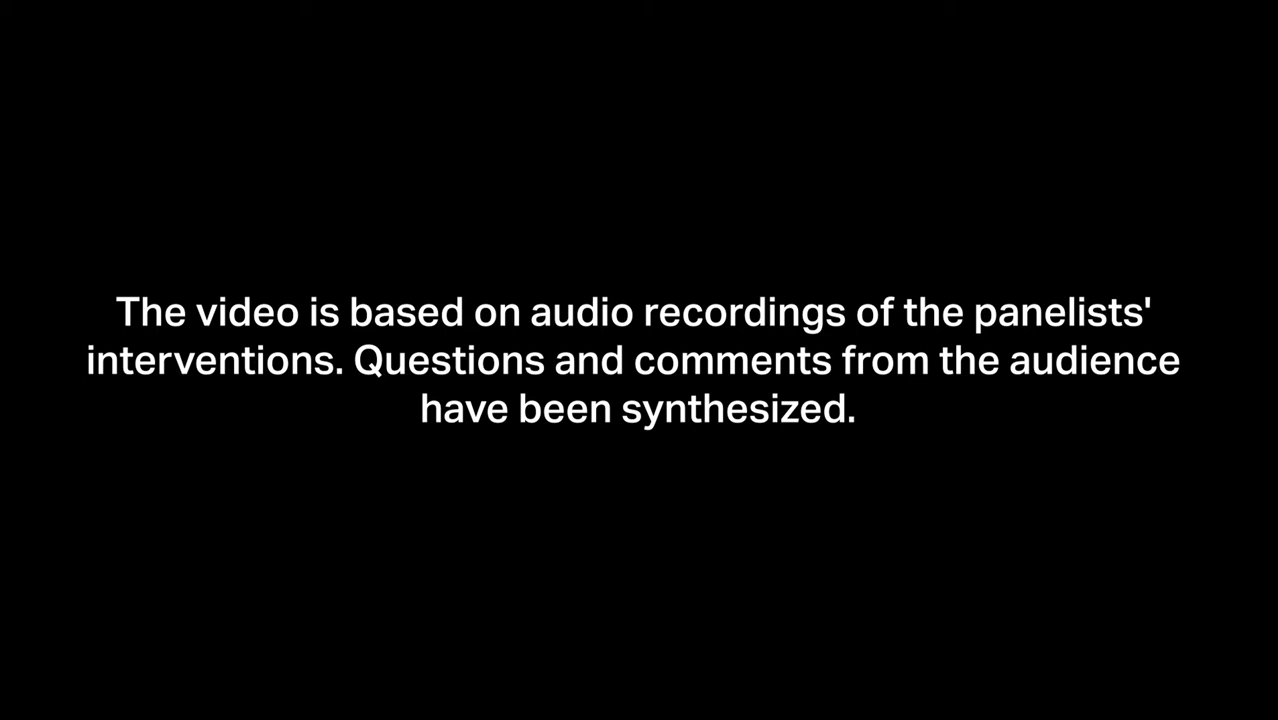 The video is based on audio recordings of the panelists'
interventions. Questions and comments from the audience
have been synthesized.